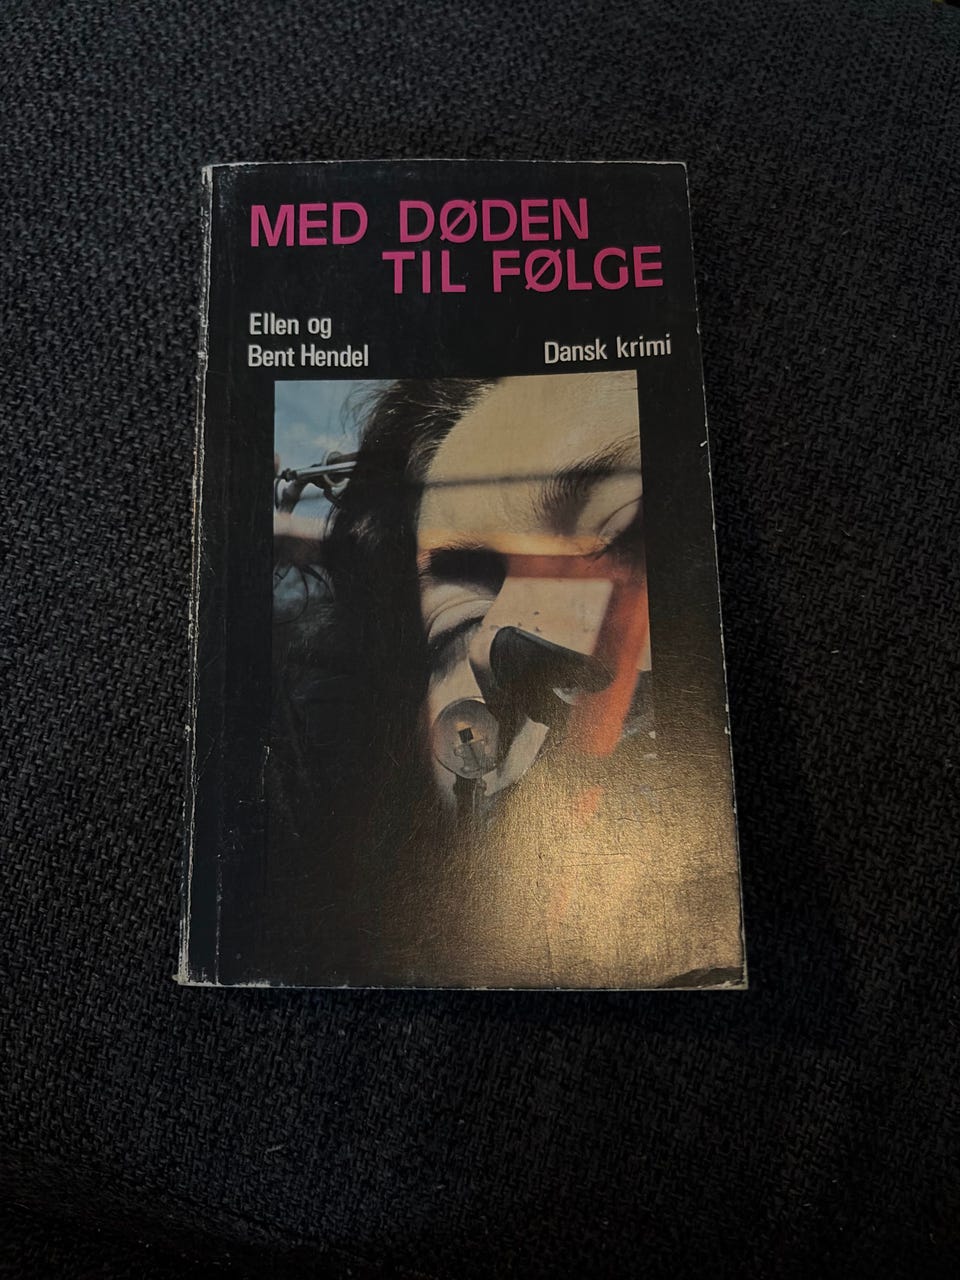 MED DØDEN
TIL FØLGE
Ellen og
Bent Hendel
Dansk krimi